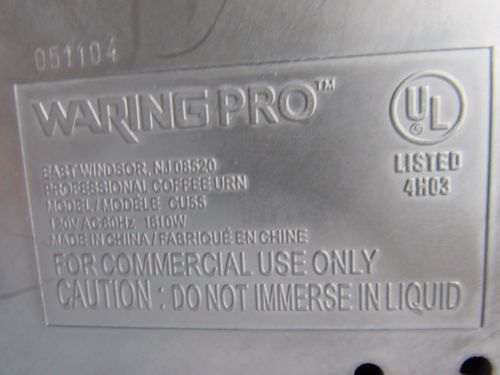 051104
WARING PRO™
UL
LISTED
4H03
EAST WINDSOR, NJ 08520
PROFESSIONAL COFFEE URN
MODEL/MODÈLE CU55
120V/AC 60Hz 1610W
MADE IN CHINA/FABRIQUÉ EN CHINE
FOR COMMERCIAL USE ONLY
CAUTION : DO NOT IMMERSE IN LIQUID